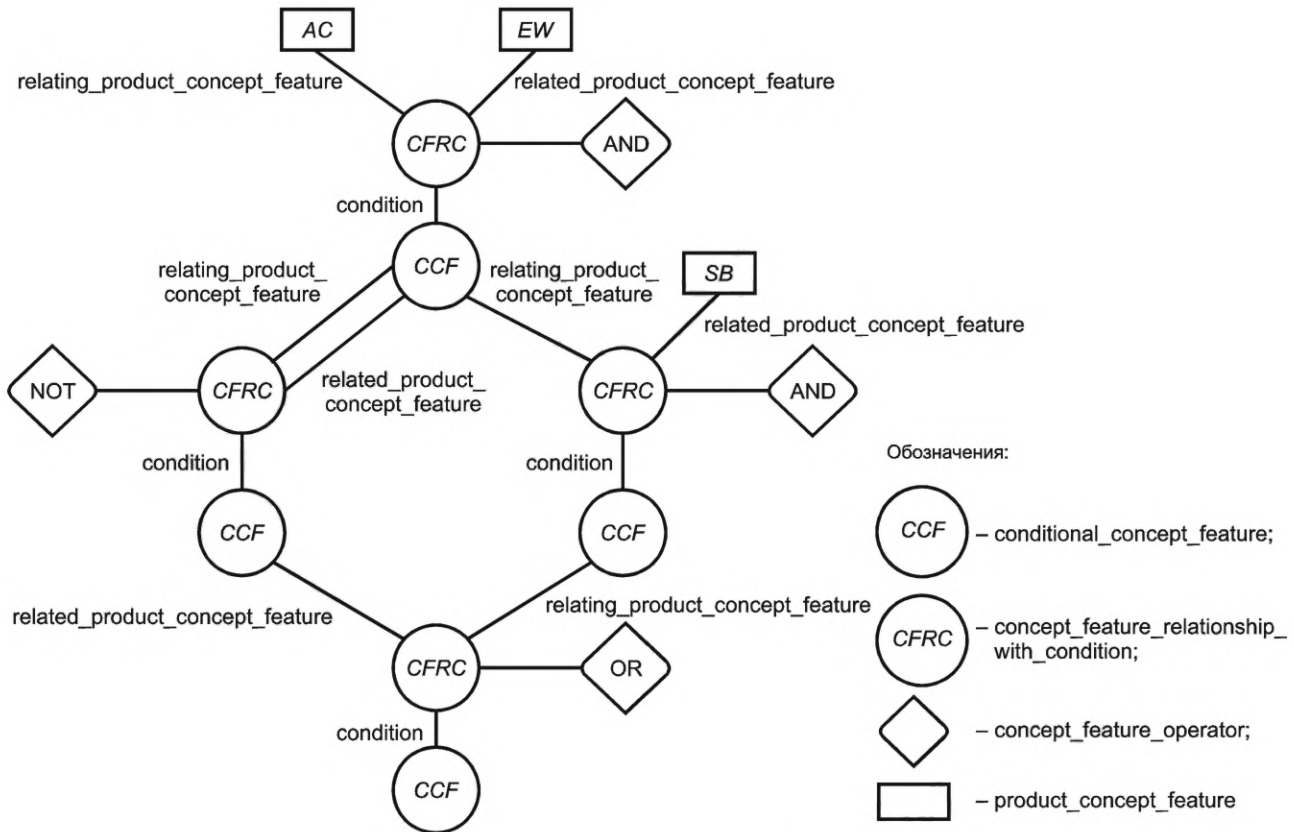 AC
EW
relating_product_concept_feature
related_product_concept_feature
CFRC
AND
condition
relating_product_
concept_feature
CCF
relating_product_
concept_feature
SB
related_product_concept_feature
NOT
CFRC
related_product_
concept_feature
CFRC
AND
condition
condition
CCF
CCF
related_product_concept_feature
relating_product_concept_feature
CFRC
OR
condition
CCF
Обозначения:
CCF – conditional_concept_feature;
CFRC – concept_feature_relationship_
with_condition;
– concept_feature_operator;
– product_concept_feature